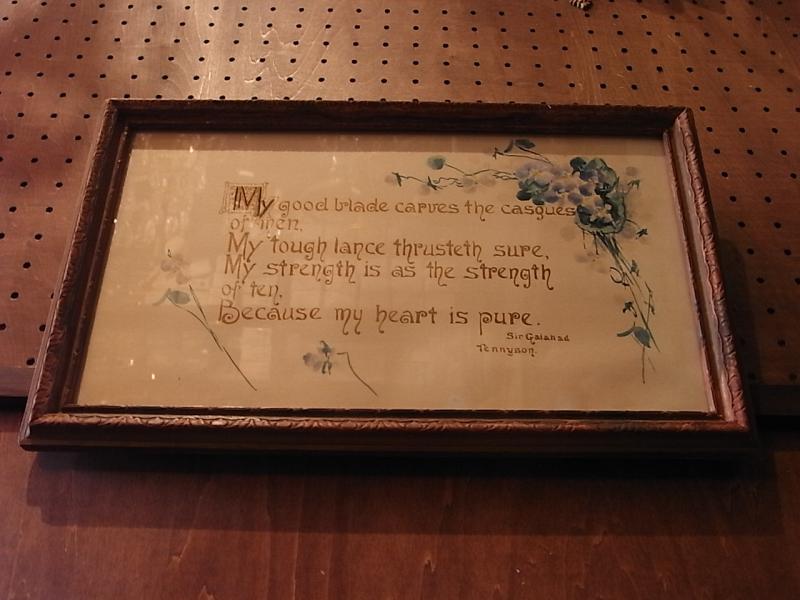 My good blade carves the casques
of men,
My tough lance thrusteth sure,
My strength is as the strength
of ten,
Because my heart is pure.
Sir Galahad
Tennyson.